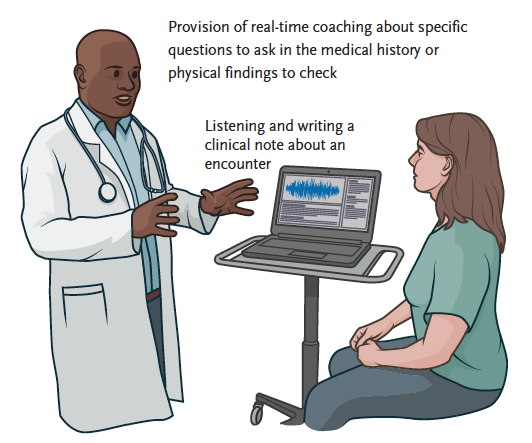 Provision of real-time coaching about specific
questions to ask in the medical history or
physical findings to check
Listening and writing a
clinical note about an
encounter